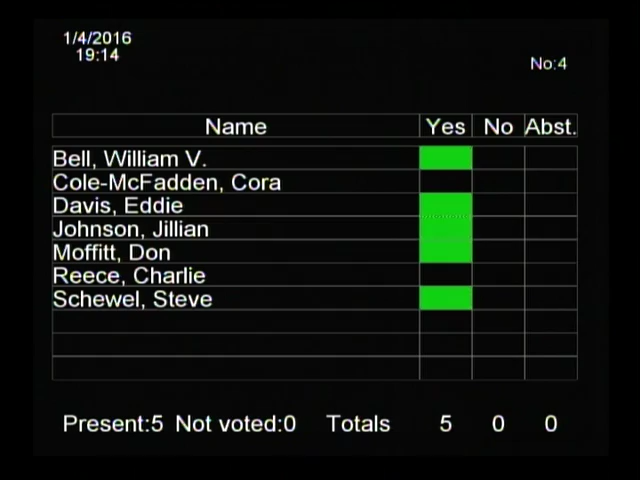 1/4/2016
19:14
No:4
Name Yes No Abst.
Bell, William V.
Cole-McFadden, Cora
Davis, Eddie
Johnson, Jillian
Moffitt, Don
Reece, Charlie
Schewel, Steve
Present:5 Not voted:0 Totals 5 0 0